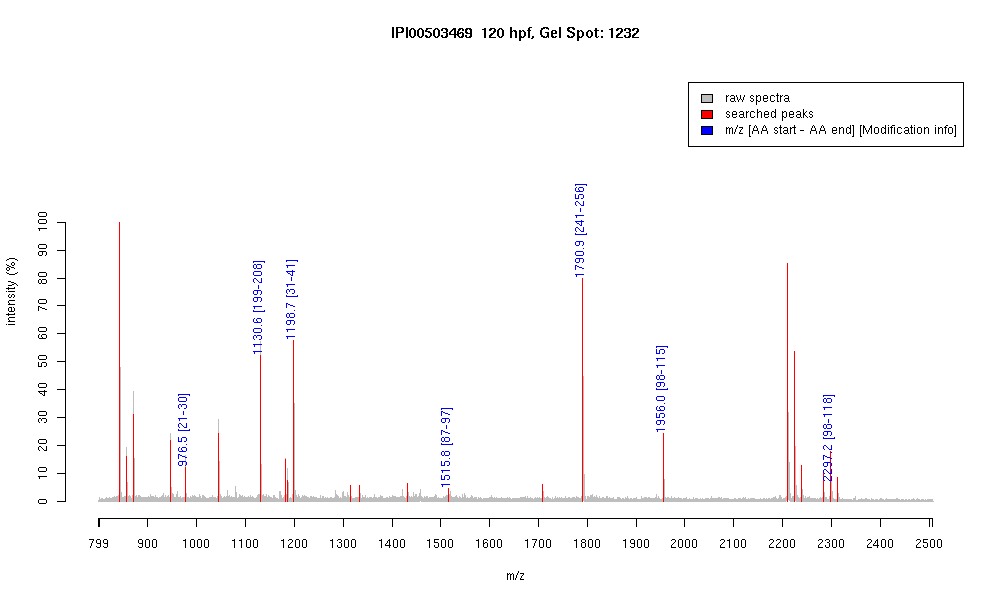 IPI00503469 120 hpf, Gel Spot: 1232
raw spectra
searched peaks
m/z [AA start - AA end] [Modification info]
intensity (%)
100
90
80
70
60
50
40
30
20
10
0
976.5 [21-30]
1130.6 [199-208]
1198.7 [31-41]
1515.8 [87-97]
1790.9 [241-256]
1956.0 [98-115]
2297.2 [98-118]
799 900 1000 1100 1200 1300 1400 1500 1600 1700 1800 1900 2000 2100 2200 2300 2400 2500
m/z